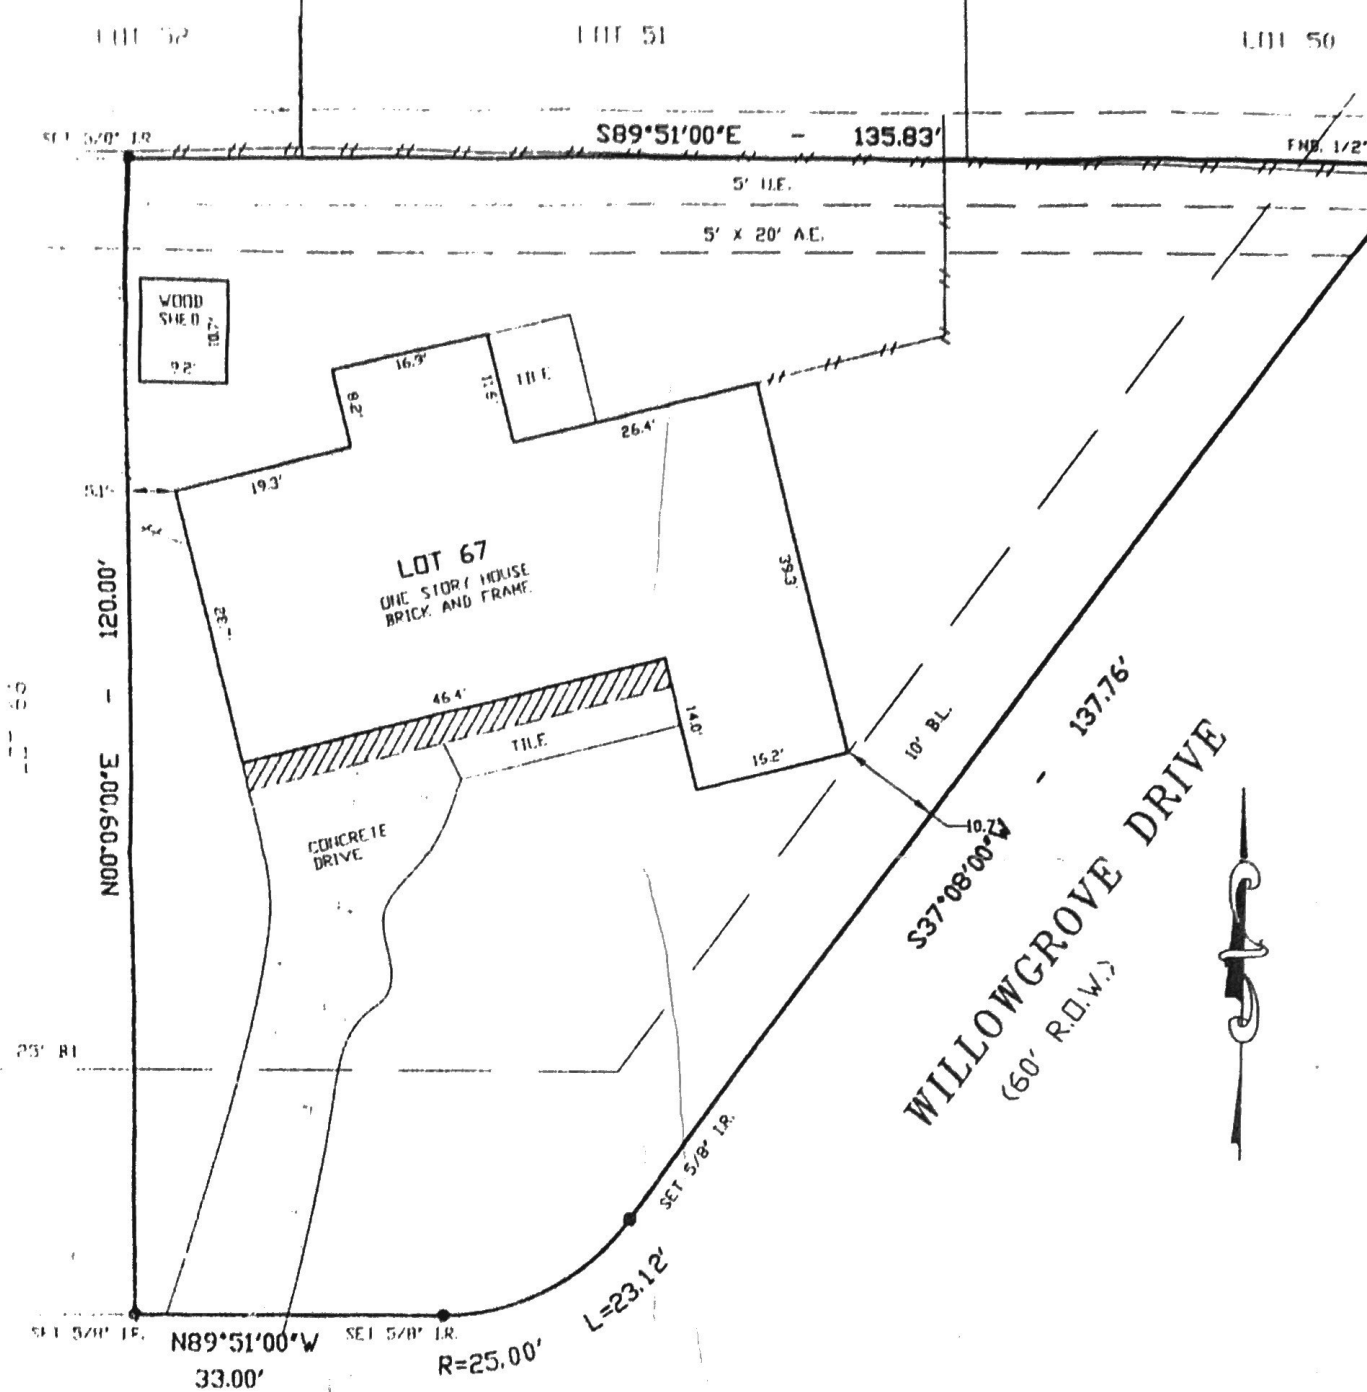 LOT 52
LOT 51
LOT 50
SET 5/8" I.R.
S89°51'00"E - 135.83'
FND. 1/2"
5' U.E.
5' X 20' A.E.
WOOD
SHED
9.2'
16.9'
8.2'
11.6'
TILE
26.4'
19.3'
5.1'
LOT 67
ONE STORY HOUSE
BRICK AND FRAME
39.3'
N00°09'00"E - 120.00'
46.4'
TILE
14.0'
15.2'
10' B.L.
10.7'
S37°08'00"W - 137.76'
WILLOWGROVE DRIVE
(60' R.O.W.)
CONCRETE
DRIVE
25' BL
SET 5/8" I.R.
L=23.12'
R=25.00'
SET 5/8" I.R.
N89°51'00"W
33.00'
SET 5/8" I.R.